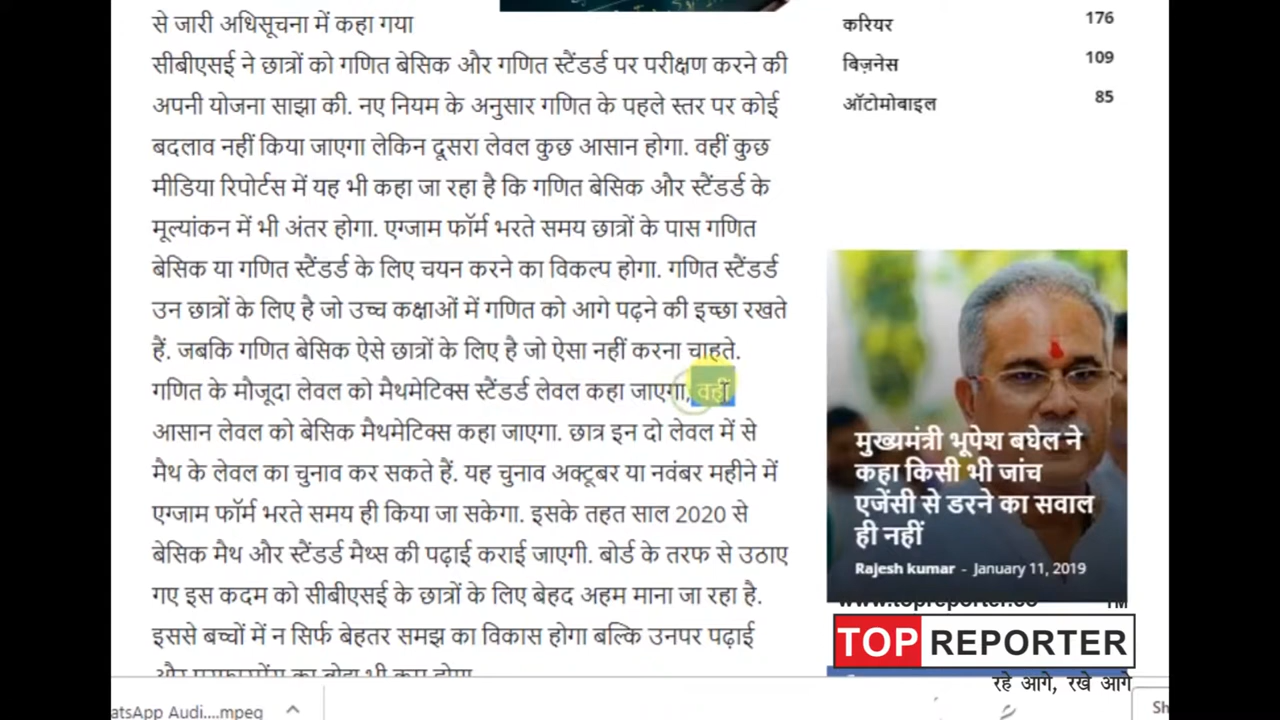 से जारी अधिसूचना में कहा गया
सीबीएसई ने छात्रों को गणित बेसिक और गणित स्टैंडर्ड पर परीक्षण करने की
अपनी योजना साझा की. नए नियम के अनुसार गणित के पहले स्तर पर कोई
बदलाव नहीं किया जाएगा लेकिन दूसरा लेवल कुछ आसान होगा. वहीं कुछ
मीडिया रिपोर्टस में यह भी कहा जा रहा है कि गणित बेसिक और स्टैंडर्ड के
मूल्यांकन में भी अंतर होगा. एग्जाम फॉर्म भरते समय छात्रों के पास गणित
बेसिक या गणित स्टैंडर्ड के लिए चयन करने का विकल्प होगा. गणित स्टैंडर्ड
उन छात्रों के लिए है जो उच्च कक्षाओं में गणित को आगे पढ़ने की इच्छा रखते
हैं. जबकि गणित बेसिक ऐसे छात्रों के लिए है जो ऐसा नहीं करना चाहते.
गणित के मौजूदा लेवल को मैथमेटिक्स स्टैंडर्ड लेवल कहा जाएगा, वहीं
आसान लेवल को बेसिक मैथमेटिक्स कहा जाएगा. छात्र इन दो लेवल में से
मैथ के लेवल का चुनाव कर सकते हैं. यह चुनाव अक्टूबर या नवंबर महीने में
एग्जाम फॉर्म भरते समय ही किया जा सकेगा. इसके तहत साल 2020 से
बेसिक मैथ और स्टैंडर्ड मैथ्स की पढ़ाई कराई जाएगी. बोर्ड के तरफ से उठाए
गए इस कदम को सीबीएसई के छात्रों के लिए बेहद अहम माना जा रहा है.
इससे बच्चों में न सिर्फ बेहतर समझ का विकास होगा बल्कि उनपर पढ़ाई
करियर 176
बिज़नेस 109
ऑटोमोबाइल 85
मुख्यमंत्री भूपेश बघेल ने
कहा किसी भी जांच
एजेंसी से डरने का सवाल
ही नहीं
Rajesh kumar - January 11, 2019
TOP REPORTER
रहे आगे, रखे आगे
atsApp Audi....mpeg
Sh